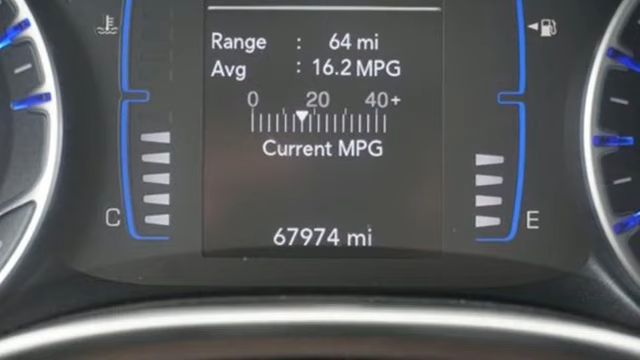 Range : 64 mi
Avg : 16.2 MPG
0 20 40+
Current MPG
C
E
67974 mi